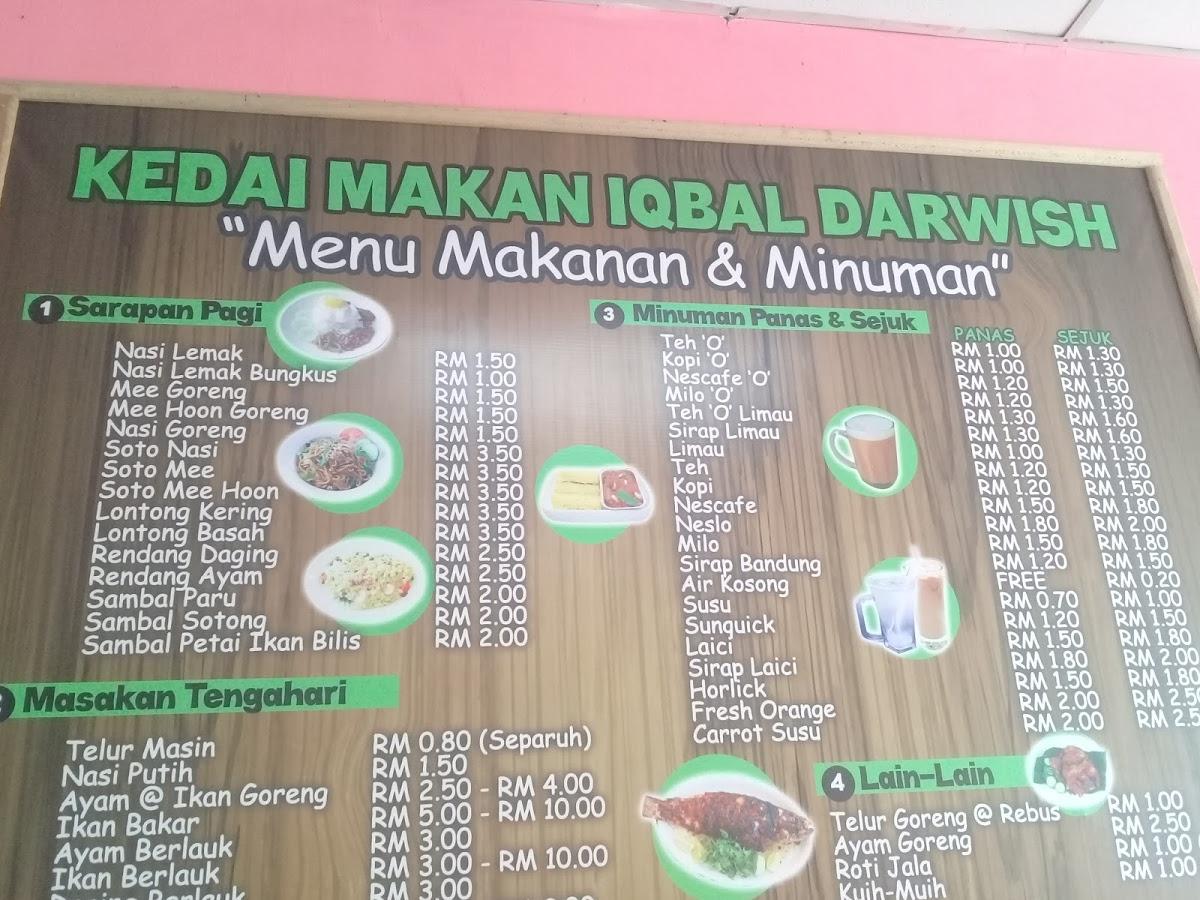 KEDAI MAKAN IQBAL DARWISH
"Menu Makanan & Minuman"
1 Sarapan Pagi
Nasi Lemak RM 1.50
Nasi Lemak Bungkus RM 1.00
Mee Goreng RM 1.50
Mee Hoon Goreng RM 1.50
Nasi Goreng RM 1.50
Soto Nasi RM 3.50
Soto Mee RM 3.50
Soto Mee Hoon RM 3.50
Lontong Kering RM 3.50
Lontong Basah RM 3.50
Rendang Daging RM 2.50
Rendang Ayam RM 2.50
Sambal Paru RM 2.00
Sambal Sotong RM 2.00
Sambal Petai Ikan Bilis RM 2.00
Masakan Tengahari
Telur Masin RM 0.80 (Separuh)
Nasi Putih RM 1.50
Ayam @ Ikan Goreng RM 2.50 - RM 4.00
Ikan Bakar RM 5.00 - RM 10.00
Ayam Berlauk RM 3.00
Ikan Berlauk RM 3.00 - RM 10.00
Berlauk RM 3.00
3 Minuman Panas & Sejuk
PANAS SEJUK
Teh 'O' RM 1.00 RM 1.30
Kopi 'O' RM 1.00 RM 1.30
Nescafe 'O' RM 1.20 RM 1.50
Milo 'O' RM 1.20 RM 1.30
Teh 'O' Limau RM 1.30 RM 1.60
Sirap Limau RM 1.30 RM 1.60
Limau RM 1.00 RM 1.30
Teh RM 1.20 RM 1.50
Kopi RM 1.20 RM 1.50
Nescafe RM 1.50 RM 1.80
Neslo RM 1.80 RM 2.00
Milo RM 1.50 RM 1.80
Sirap Bandung RM 1.20 RM 1.50
Air Kosong FREE RM 0.20
Susu RM 0.70 RM 1.00
Sunquick RM 1.20 RM 1.50
Laici RM 1.50 RM 1.80
Sirap Laici RM 1.80 RM 2.00
Horlick RM 1.50 RM 1.80
Fresh Orange RM 2.00 RM 2.5
Carrot Susu RM 2.00 RM 2.5
4 Lain-Lain
Telur Goreng @ Rebus RM 1.00
Ayam Goreng RM 2.50
Roti Jala RM 1.00
Kuih-Muih RM 1.00